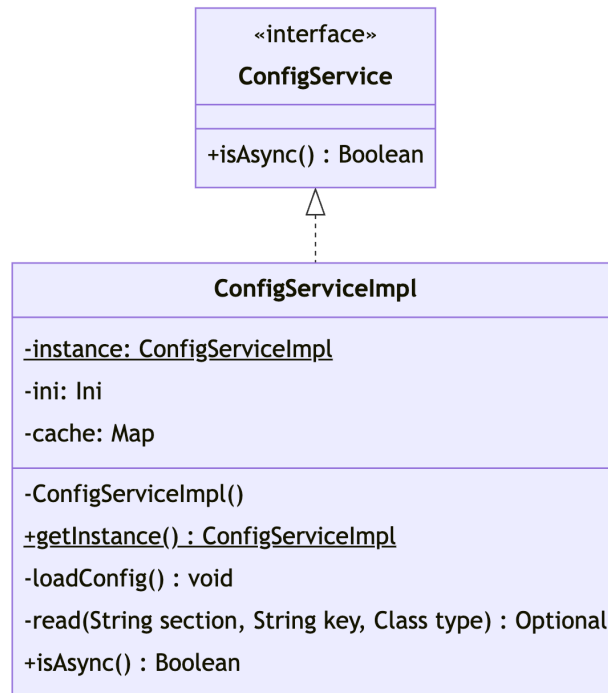 «interface»
ConfigService
+isAsync() : Boolean
ConfigServiceImpl
-instance: ConfigServiceImpl
-ini: Ini
-cache: Map
-ConfigServiceImpl()
+getInstance() : ConfigServiceImpl
-loadConfig() : void
-read(String section, String key, Class type) : Optional
+isAsync() : Boolean